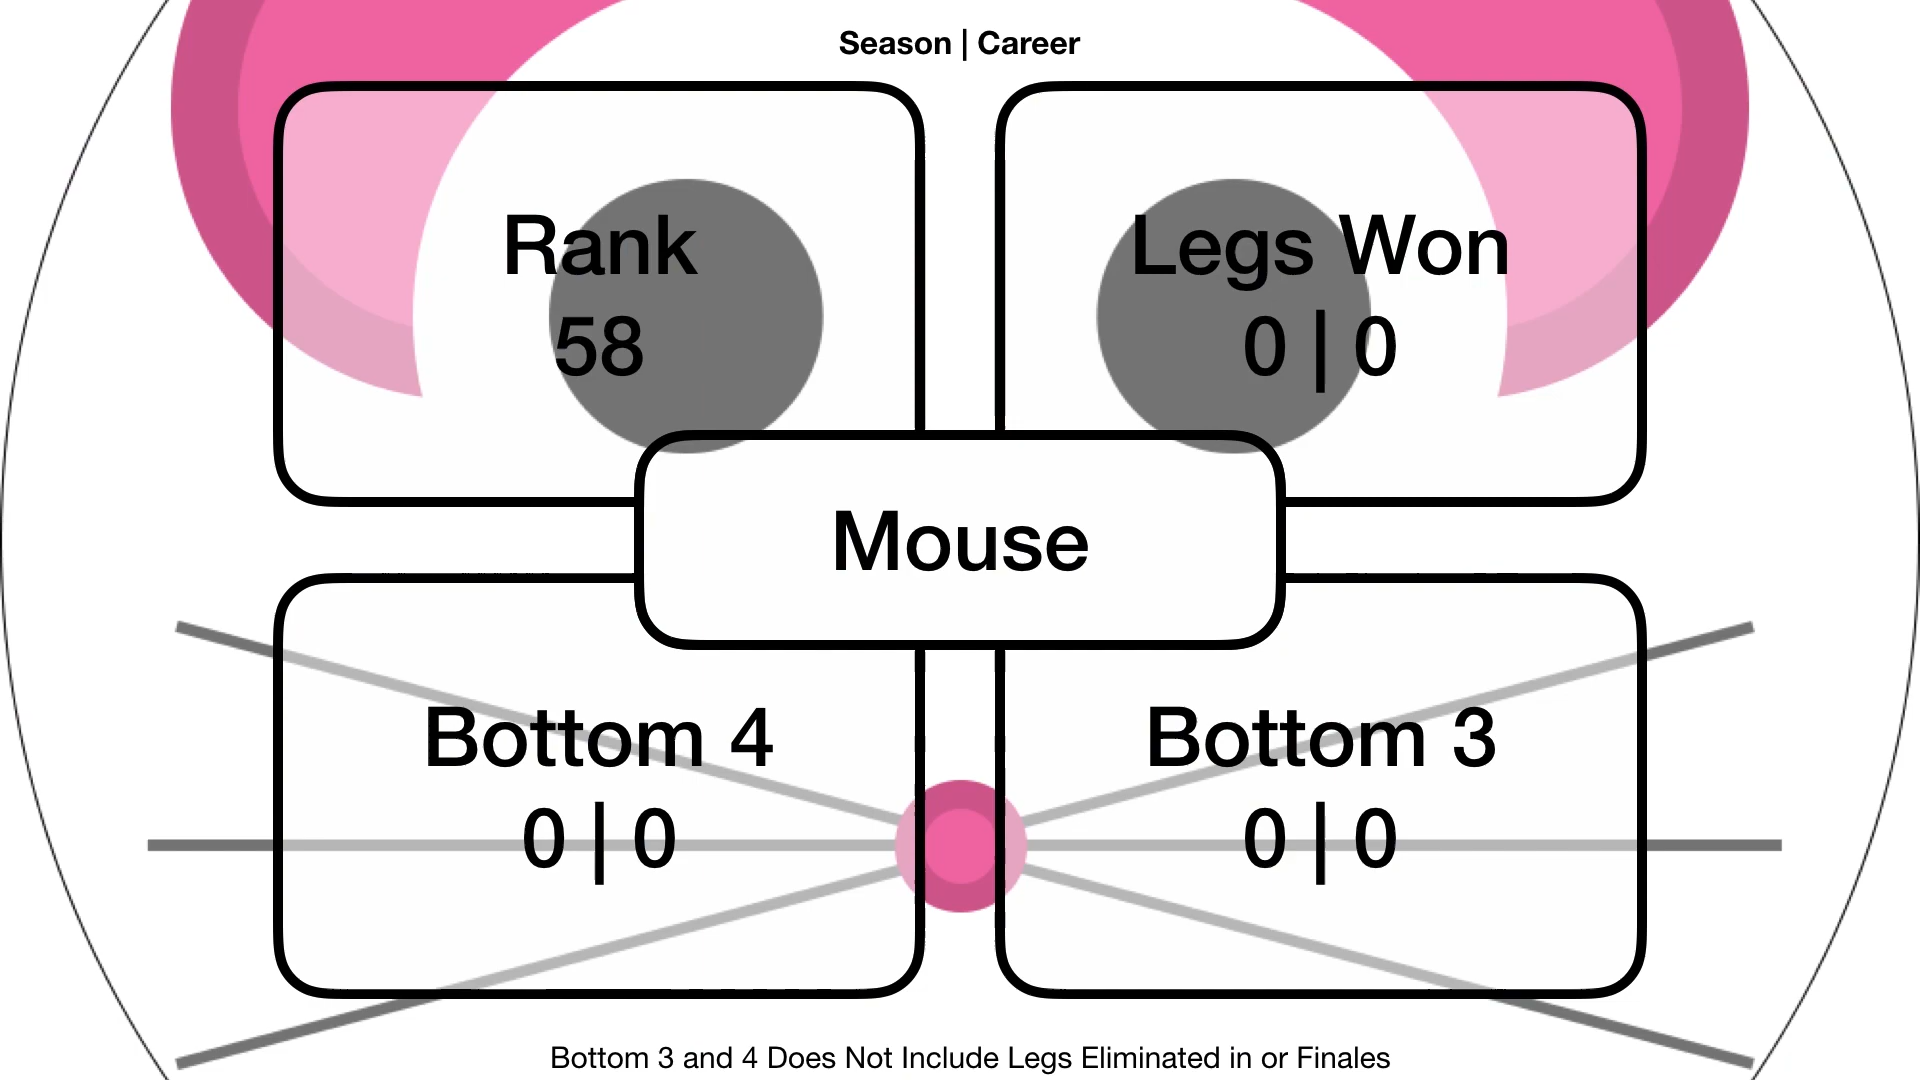 Season | Career
Rank
58
Legs Won
0 | 0
Mouse
Bottom 4
0 | 0
Bottom 3
0 | 0
Bottom 3 and 4 Does Not Include Legs Eliminated in or Finales